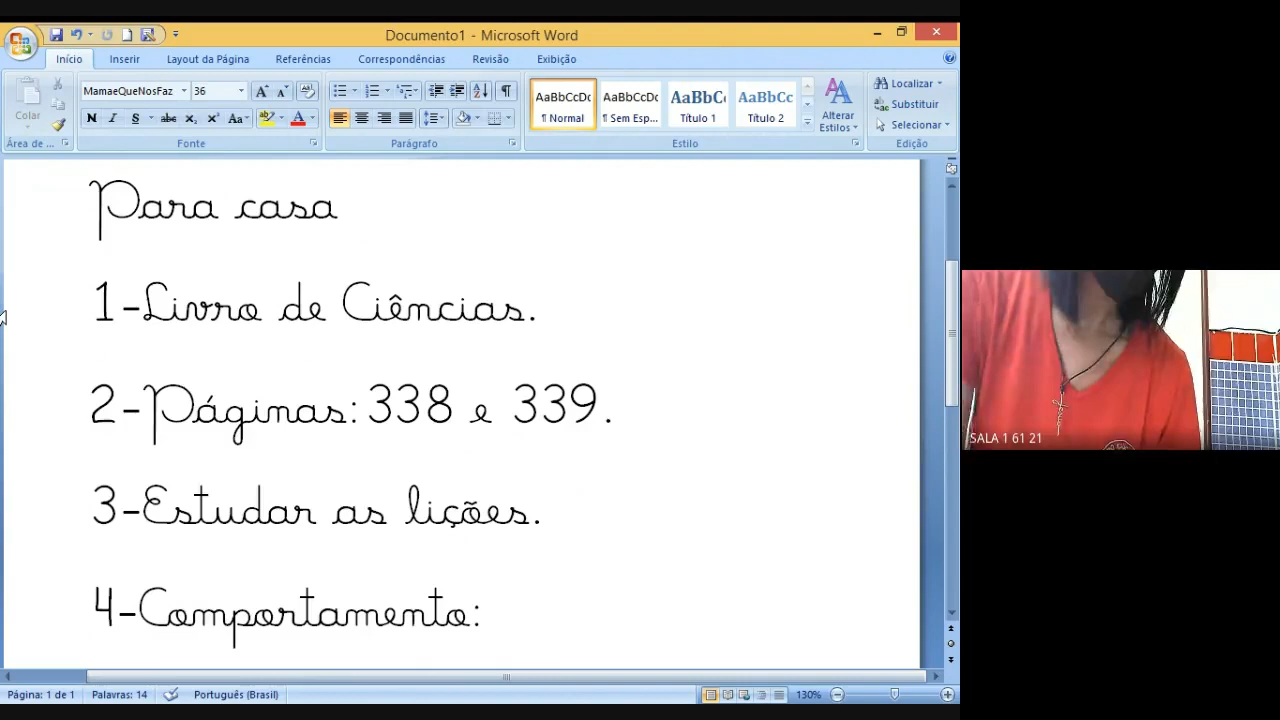 Documento1 - Microsoft Word
Início Inserir Layout da Página Referências Correspondências Revisão Exibição
MamaeQueNosFaz 36
AaBbCcDc AaBbCcDc AaBbC AaBbCc
Localizar
Substituir
Selecionar
Colar
¶ Normal ¶ Sem Esp... Título 1 Título 2
Alterar Estilos
Área de ... Fonte Parágrafo Estilo Edição
Para casa
1-Livro de Ciências.
2-Páginas: 338 e 339.
3-Estudar as lições.
4-Comportamento:
SALA 1 61 21
Página: 1 de 1 Palavras: 14 Português (Brasil) 130%